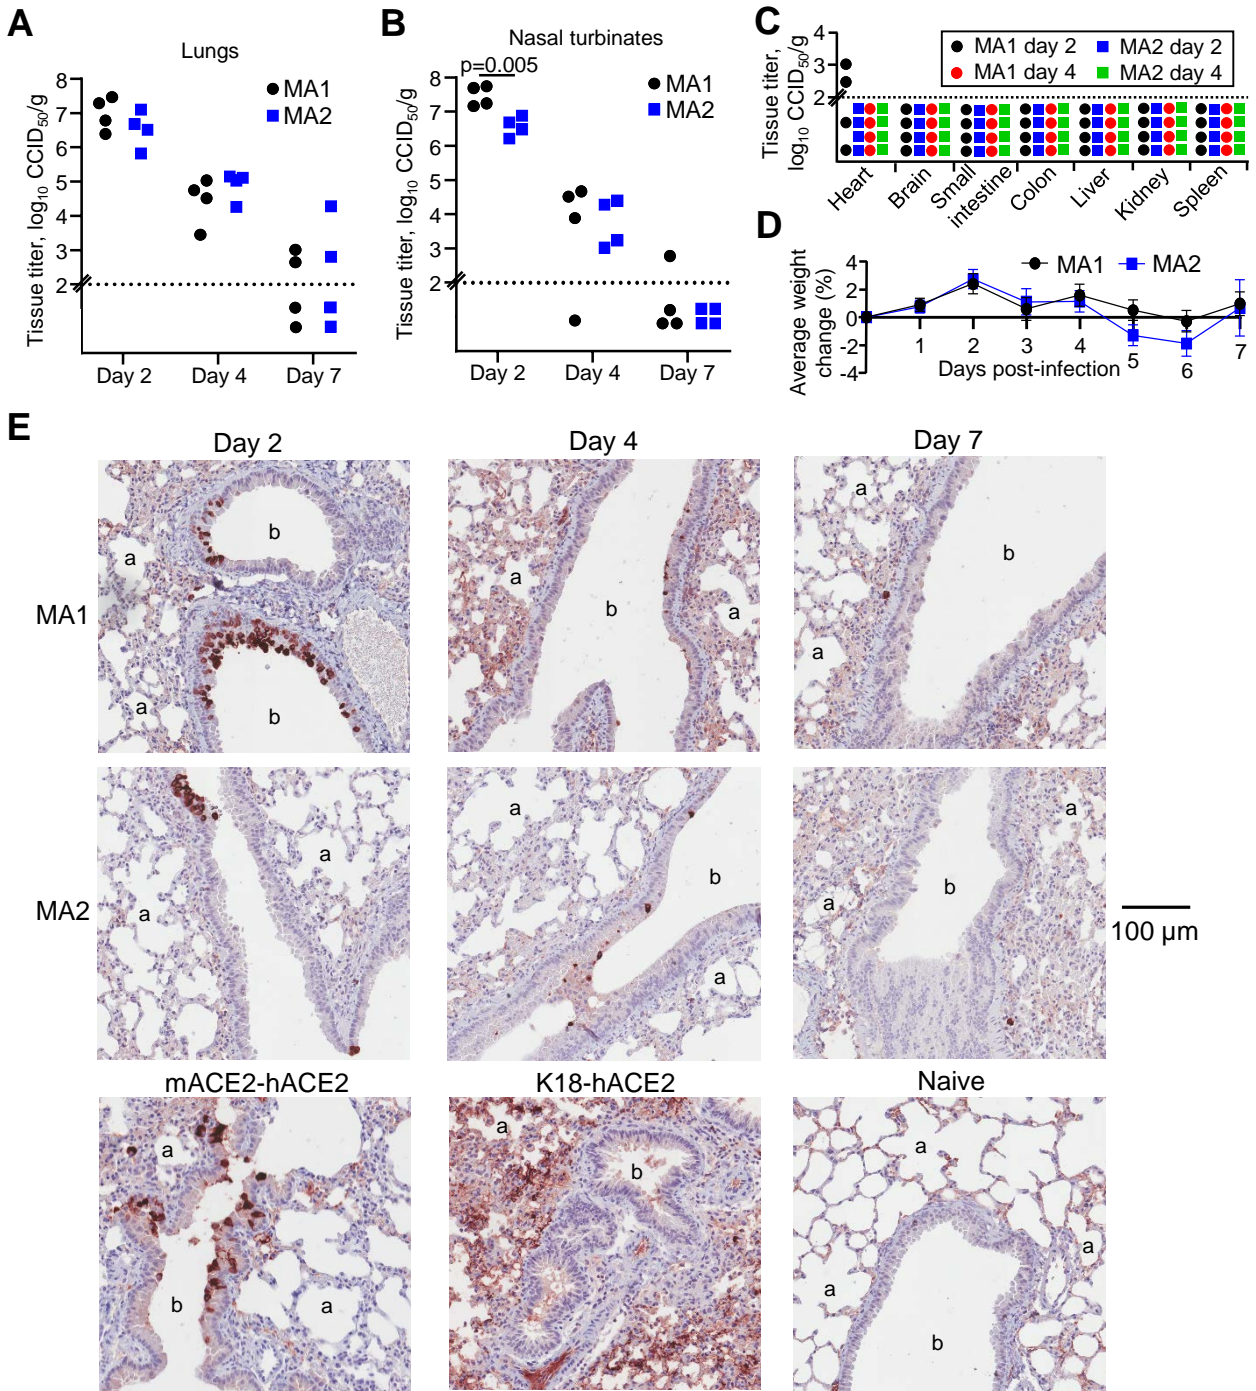 A
Lungs
Tissue titer, log10 CCID50/g
8
7
6
5
4
3
2
MA1
MA2
Day 2
Day 4
Day 7
B
Nasal turbinates
p=0.005
Tissue titer, log10 CCID50/g
8
7
6
5
4
3
2
MA1
MA2
Day 2
Day 4
Day 7
C
Tissue titer,
log10 CCID50/g
4
3
2
MA1 day 2
MA2 day 2
MA1 day 4
MA2 day 4
Heart
Brain
Small
intestine
Colon
Liver
Kidney
Spleen
D
Average weight
change (%)
4
2
0
-2
-4
MA1
MA2
1
2
3
4
5
6
7
Days post-infection
E
Day 2
Day 4
Day 7
MA1
b
a
a
b
a
b
a
a
b
a
MA2
a
a
a
b
a
a
b
a
100 µm
mACE2-hACE2
K18-hACE2
Naive
a
b
a
a
b
a
a
a
b